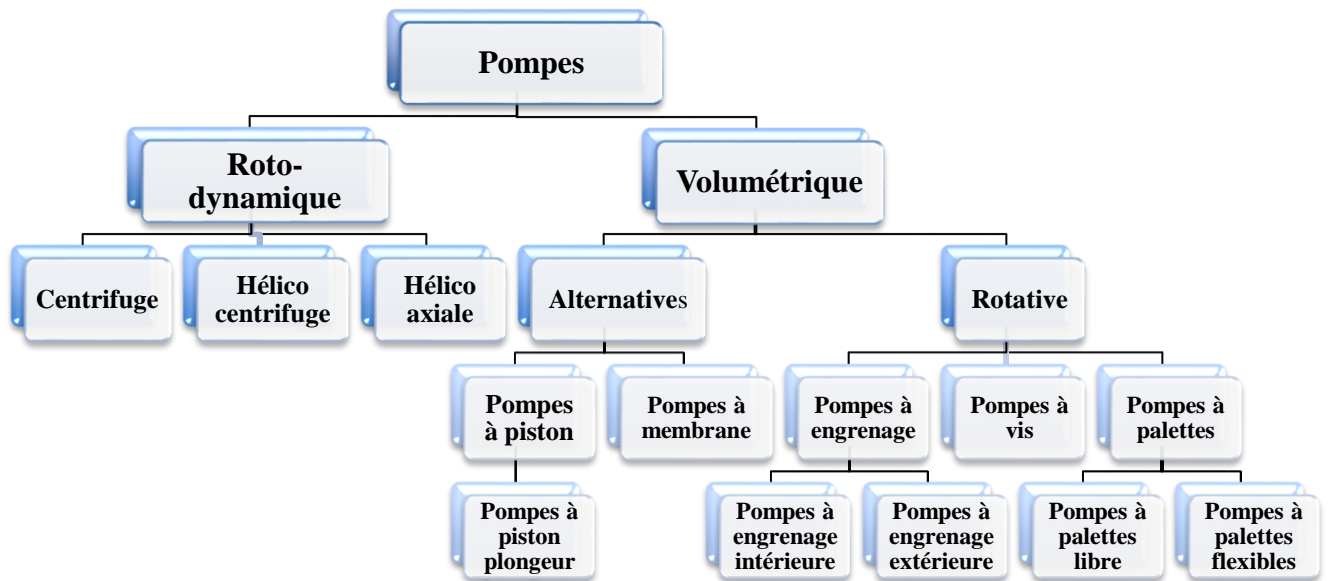 Pompes
Roto-
dynamique
Volumétrique
Centrifuge
Hélico
centrifuge
Hélico
axiale
Alternatives
Rotative
Pompes
à piston
Pompes à
membrane
Pompes à
engrenage
Pompes à
vis
Pompes à
palettes
Pompes à
piston
plongeur
Pompes à
engrenage
intérieure
Pompes à
engrenage
extérieure
Pompes à
palettes
libre
Pompes à
palettes
flexibles